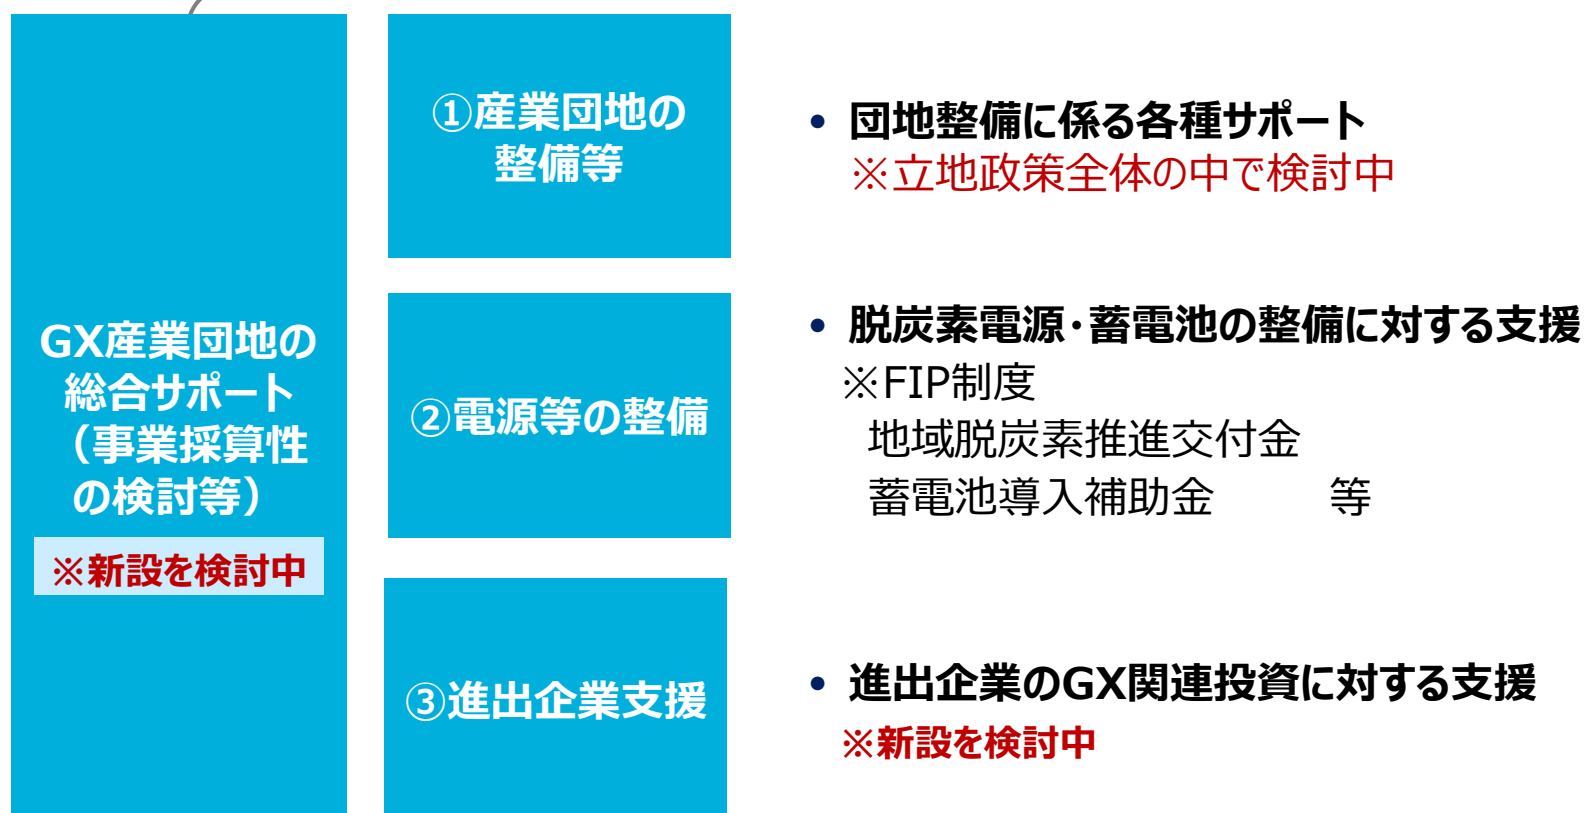 GX産業団地の
総合サポート
（事業採算性
の検討等）
※新設を検討中
①産業団地の
整備等
• 団地整備に係る各種サポート
※立地政策全体の中で検討中
②電源等の整備
• 脱炭素電源・蓄電池の整備に対する支援
※FIP制度
地域脱炭素推進交付金
蓄電池導入補助金　　等
③進出企業支援
• 進出企業のGX関連投資に対する支援
※新設を検討中